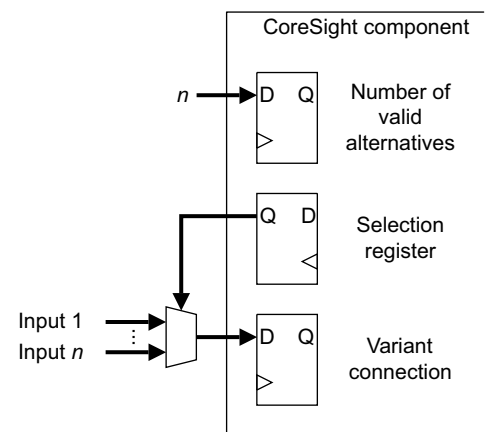 CoreSight component
n
D Q
Number of
valid
alternatives
Q D
Selection
register
Input 1
Input n
D Q
Variant
connection